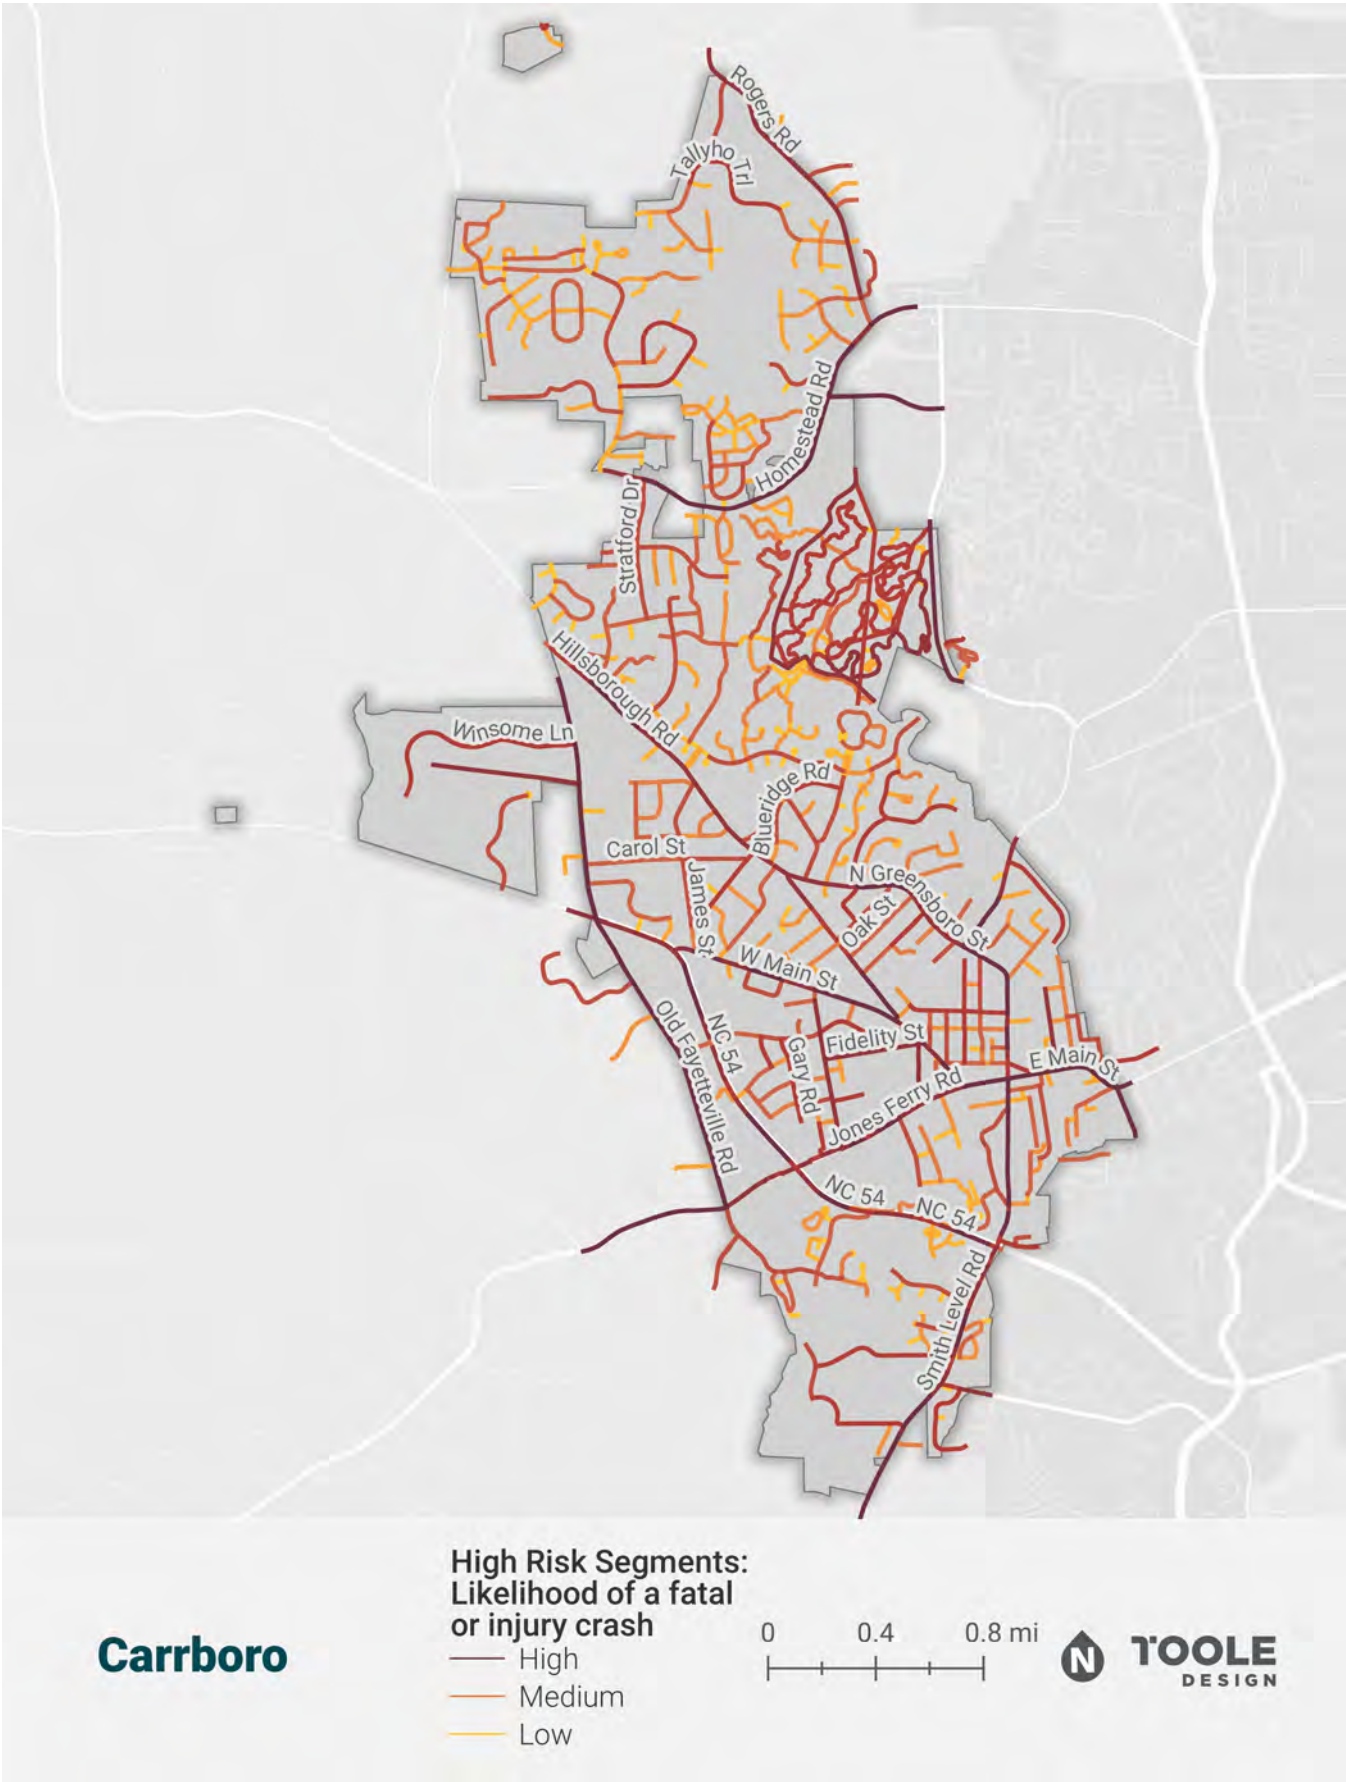 Rogers Rd
Tallyho Trl
Homestead Rd
Stratford Dr
Hillsborough Rd
Winsome Ln
Blueridge Rd
Carol St
James St
N Greensboro St
Oak St
W Main St
Old Fayetteville Rd
NC 54
Gary Rd
Fidelity St
E Main St
Jones Ferry Rd
NC 54
NC 54
Smith Level Rd
High Risk Segments:
Likelihood of a fatal
or injury crash
High
Medium
Low
Carrboro
0 0.4 0.8 mi
N
TOOLE
DESIGN